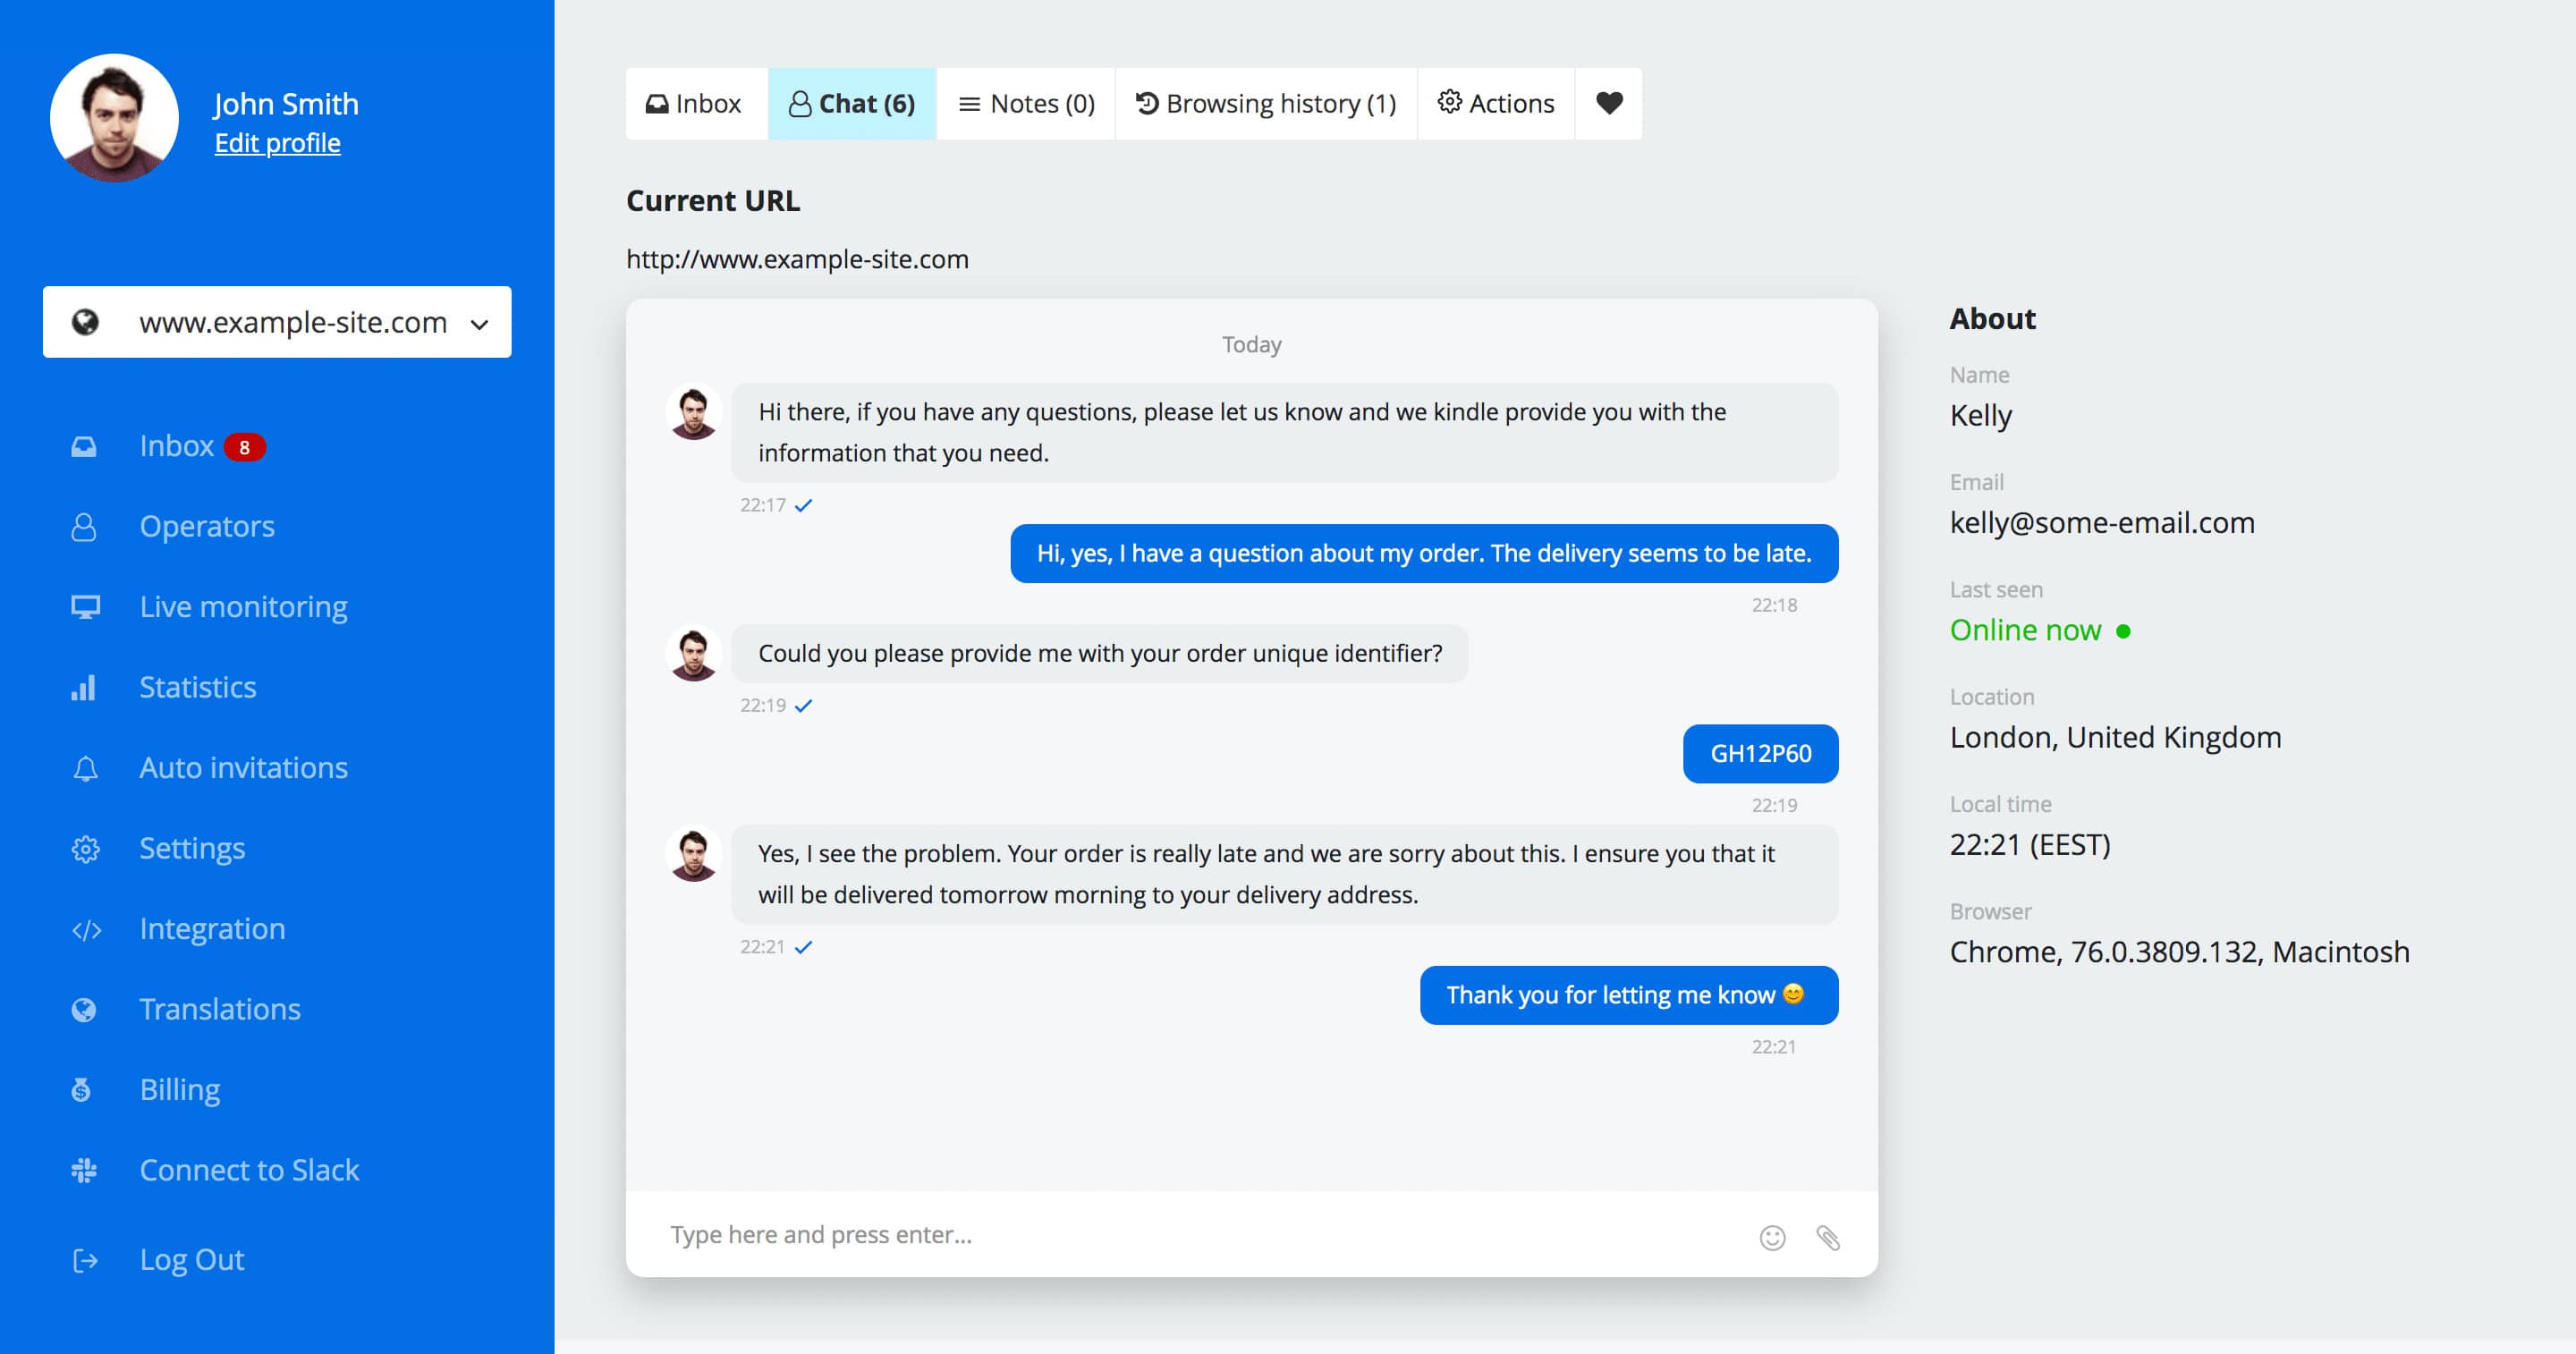 John Smith
Edit profile
www.example-site.com
Inbox 8
Operators
Live monitoring
Statistics
Auto invitations
Settings
Integration
Translations
Billing
Connect to Slack
Log Out
Inbox
Chat (6)
Notes (0)
Browsing history (1)
Actions
Current URL
http://www.example-site.com
Today
Hi there, if you have any questions, please let us know and we kindle provide you with the
information that you need.
22:17
Hi, yes, I have a question about my order. The delivery seems to be late.
22:18
Could you please provide me with your order unique identifier?
22:19
GH12P60
22:19
Yes, I see the problem. Your order is really late and we are sorry about this. I ensure you that it
will be delivered tomorrow morning to your delivery address.
22:21
Thank you for letting me know 😊
22:21
Type here and press enter...
About
Name
Kelly
Email
kelly@some-email.com
Last seen
Online now
Location
London, United Kingdom
Local time
22:21 (EEST)
Browser
Chrome, 76.0.3809.132, Macintosh